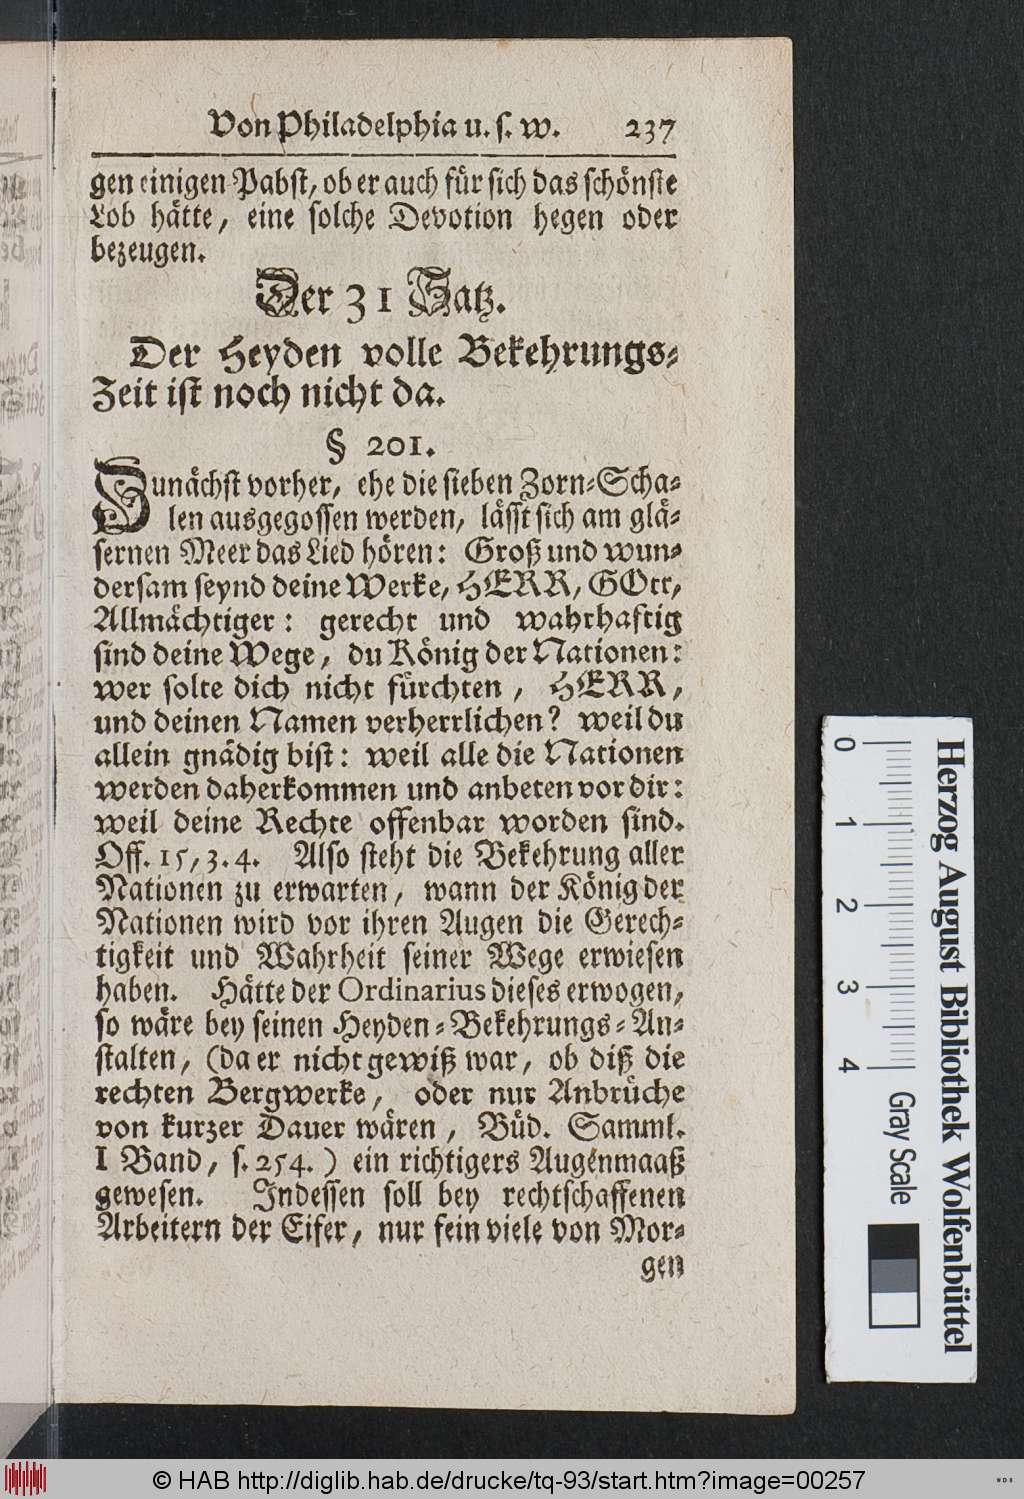 Von Philadelphia u. s. w. 237
gen einigen Pabst, ob er auch für sich das schönste
Lob hätte, eine solche Devotion hegen oder
bezeugen.
Der 31 Satz.
Der Heyden volle Bekehrungs-
Zeit ist noch nicht da.
§ 201.
Zunächst vorher, ehe die sieben Zorn-Scha-
len ausgegossen werden, lässt sich am glä-
sernen Meer das Lied hören: Groß und wun-
dersam seynd deine Werke, HERR, GOtt,
Allmächtiger: gerecht und wahrhaftig
sind deine Wege, du König der Nationen:
wer solte dich nicht fürchten, HERR,
und deinen Namen verherrlichen? weil du
allein gnädig bist: weil alle die Nationen
werden daherkommen und anbeten vor dir:
weil deine Rechte offenbar worden sind.
Off. 15, 3. 4. Also steht die Bekehrung aller
Nationen zu erwarten, wann der König der
Nationen wird vor ihren Augen die Gerech-
tigkeit und Wahrheit seiner Wege erwiesen
haben. Hätte der Ordinarius dieses erwogen,
so wäre bey seinen Heyden-Bekehrungs-An-
stalten, (da er nicht gewiß war, ob diß die
rechten Bergwerke, oder nur Anbrüche
von kurzer Dauer wären, Büd. Samml.
I Band, s. 254.) ein richtigers Augenmaaß
gewesen. Indessen soll bey rechtschaffenen
Arbeitern der Eifer, nur fein viele von Mor-
gen
0
1
2
3
4
Gray Scale
Herzog August Bibliothek Wolfenbüttel
© HAB http://diglib.hab.de/drucke/tq-93/start.htm?image=00257
WDB